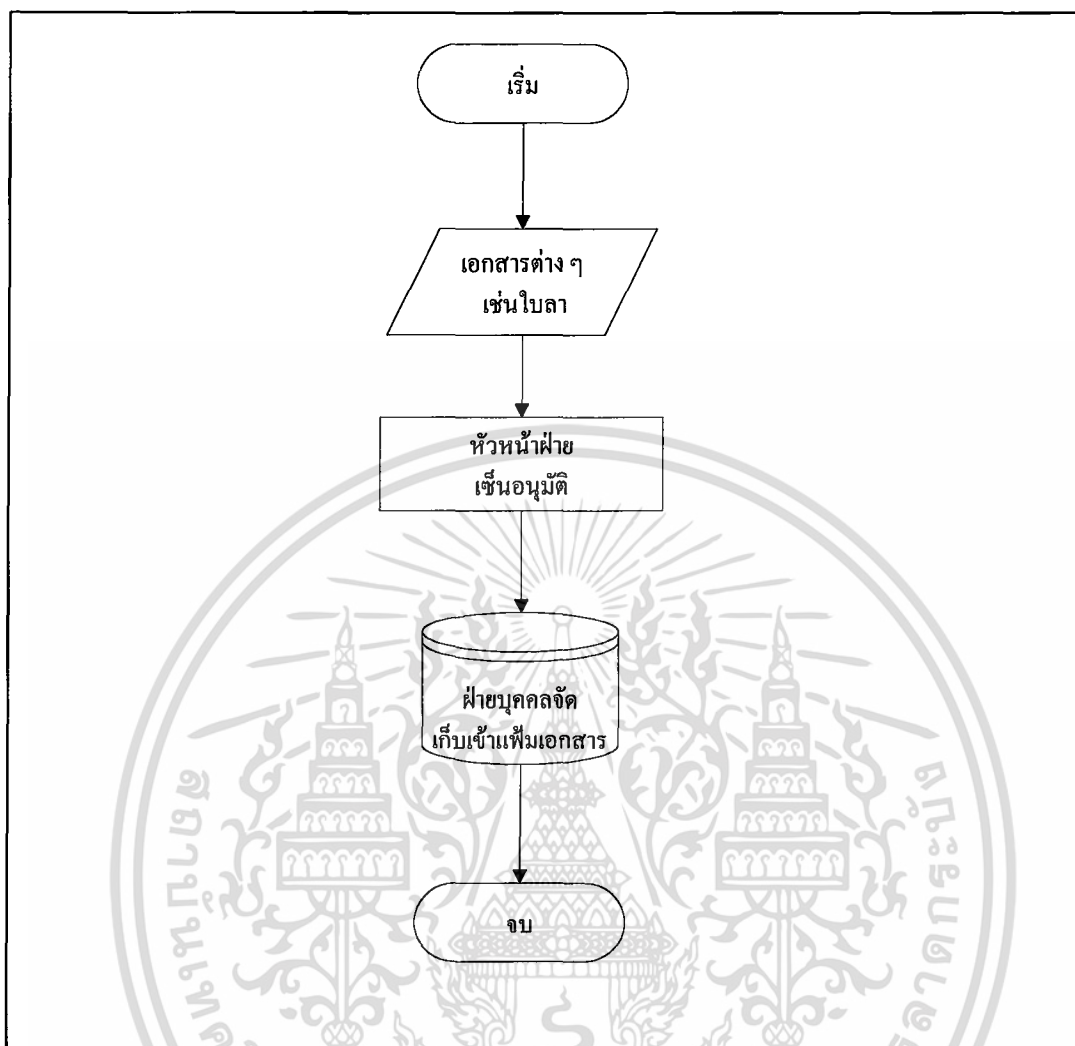 เริ่ม
เอกสารต่าง ๆ
เช่นใบลา
หัวหน้าฝ่าย
เซ็นอนุมัติ
ฝ่ายบุคคลจัด
เก็บเข้าแฟ้มเอกสาร
จบ